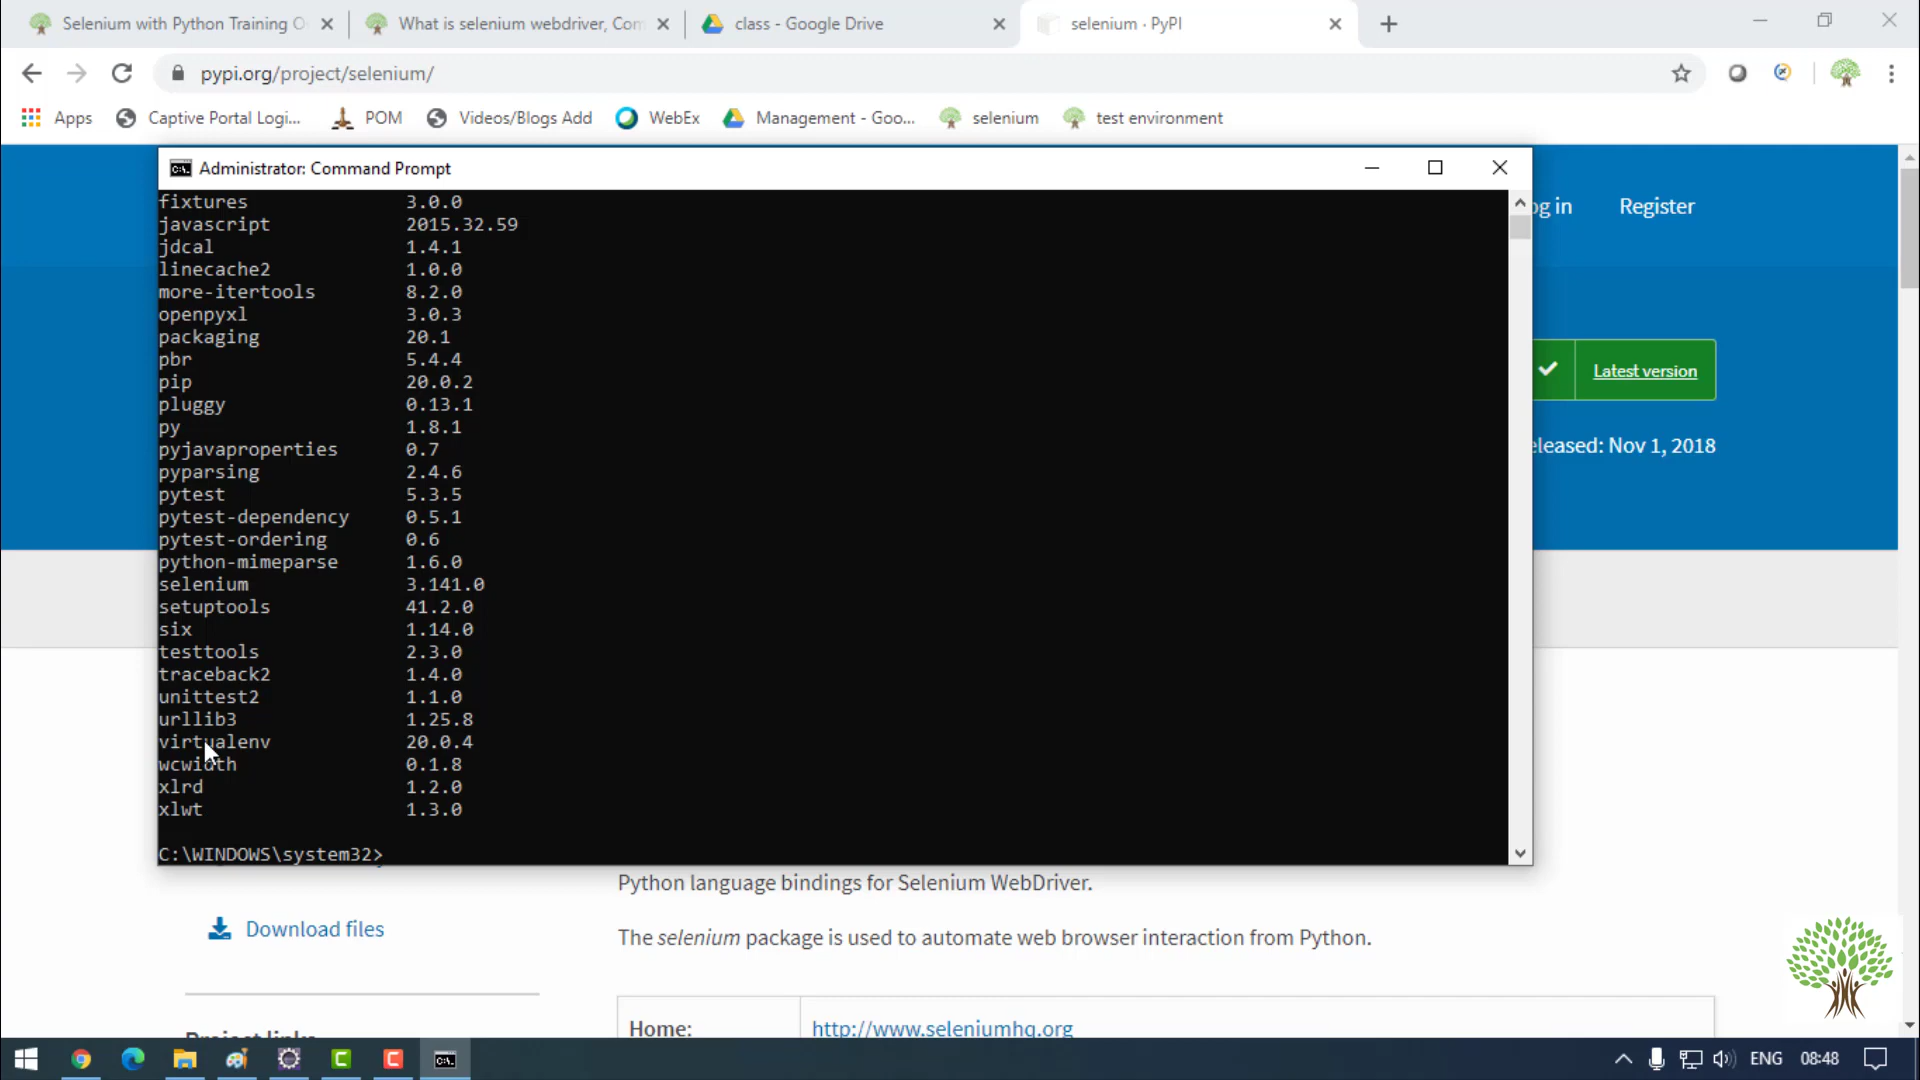 Selenium with Python Training O
What is selenium webdriver, Com
class - Google Drive
selenium · PyPI
pypi.org/project/selenium/
Apps
Captive Portal Logi...
POM
Videos/Blogs Add
WebEx
Management - Goo...
selenium
test environment
Administrator: Command Prompt
og in
Register
fixtures 3.0.0
javascript 2015.32.59
jdcal 1.4.1
linecache2 1.0.0
more-itertools 8.2.0
openpyxl 3.0.3
packaging 20.1
pbr 5.4.4
pip 20.0.2
pluggy 0.13.1
py 1.8.1
pyjavaproperties 0.7
pyparsing 2.4.6
pytest 5.3.5
pytest-dependency 0.5.1
pytest-ordering 0.6
python-mimeparse 1.6.0
selenium 3.141.0
setuptools 41.2.0
six 1.14.0
testtools 2.3.0
traceback2 1.4.0
unittest2 1.1.0
urllib3 1.25.8
virtualenv 20.0.4
wcwidth 0.1.8
xlrd 1.2.0
xlwt 1.3.0
C:\WINDOWS\system32>
Latest version
eleased: Nov 1, 2018
Python language bindings for Selenium WebDriver.
Download files
The selenium package is used to automate web browser interaction from Python.
Project links
Home: http://www.seleniumhq.org
ENG 08:48